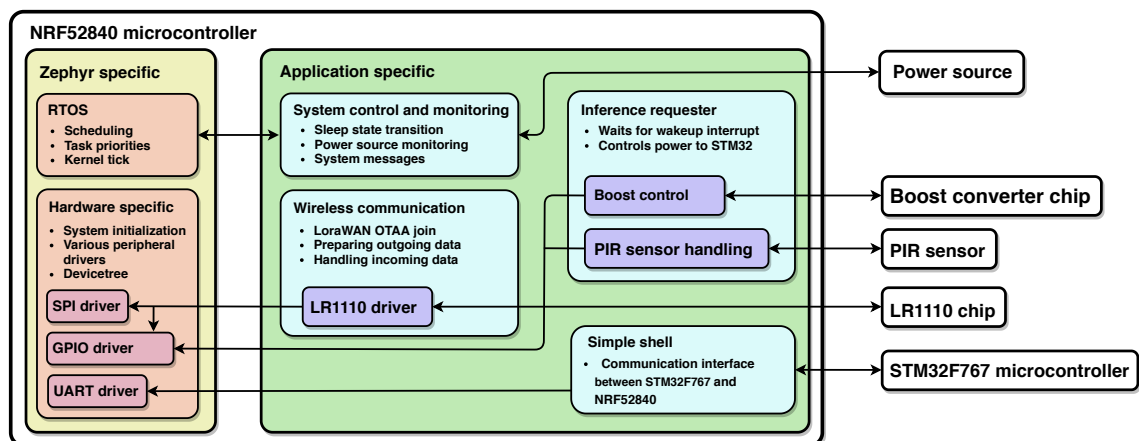 NRF52840 microcontroller
Zephyr specific
RTOS
• Scheduling
• Task priorities
• Kernel tick
Hardware specific
• System initialization
• Various peripheral
drivers
• Devicetree
SPI driver
GPIO driver
UART driver
Application specific
System control and monitoring
• Sleep state transition
• Power source monitoring
• System messages
Wireless communication
• LoraWAN OTAA join
• Preparing outgoing data
• Handling incoming data
LR1110 driver
Inference requester
• Waits for wakeup interrupt
• Controls power to STM32
Boost control
PIR sensor handling
Simple shell
• Communication interface
between STM32F767 and
NRF52840
Power source
Boost converter chip
PIR sensor
LR1110 chip
STM32F767 microcontroller